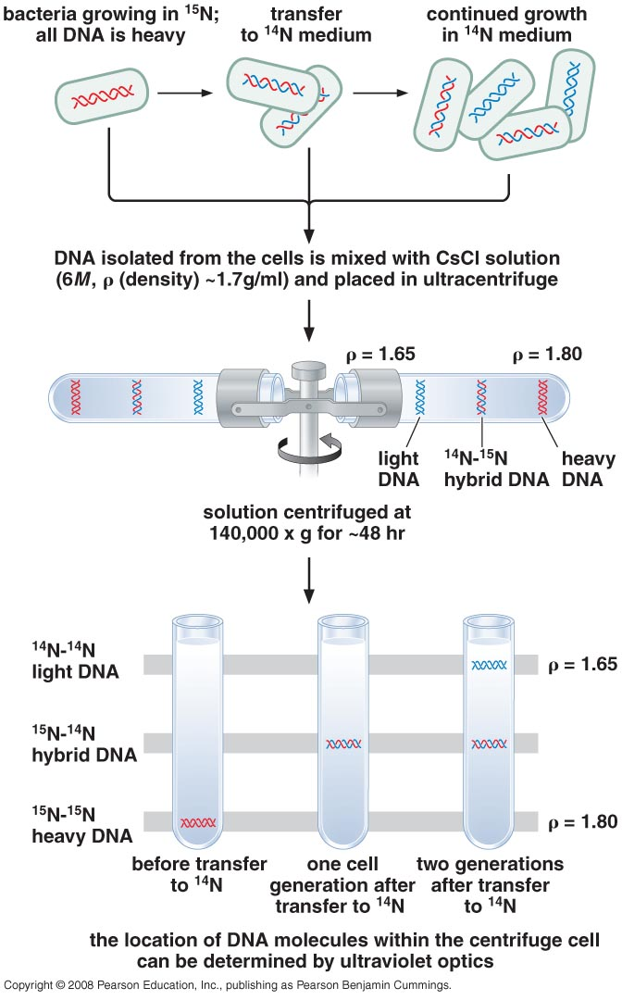 bacteria growing in ¹⁵N;
all DNA is heavy
transfer
to ¹⁴N medium
continued growth
in ¹⁴N medium
DNA isolated from the cells is mixed with CsCl solution
(6M, ρ (density) ~1.7g/ml) and placed in ultracentrifuge
ρ = 1.65
ρ = 1.80
light
DNA
¹⁴N-¹⁵N
hybrid DNA
heavy
DNA
solution centrifuged at
140,000 x g for ~48 hr
¹⁴N-¹⁴N
light DNA
ρ = 1.65
¹⁵N-¹⁴N
hybrid DNA
¹⁵N-¹⁵N
heavy DNA
ρ = 1.80
before transfer
to ¹⁴N
one cell
generation after
transfer to ¹⁴N
two generations
after transfer
to ¹⁴N
the location of DNA molecules within the centrifuge cell
can be determined by ultraviolet optics
Copyright © 2008 Pearson Education, Inc., publishing as Pearson Benjamin Cummings.